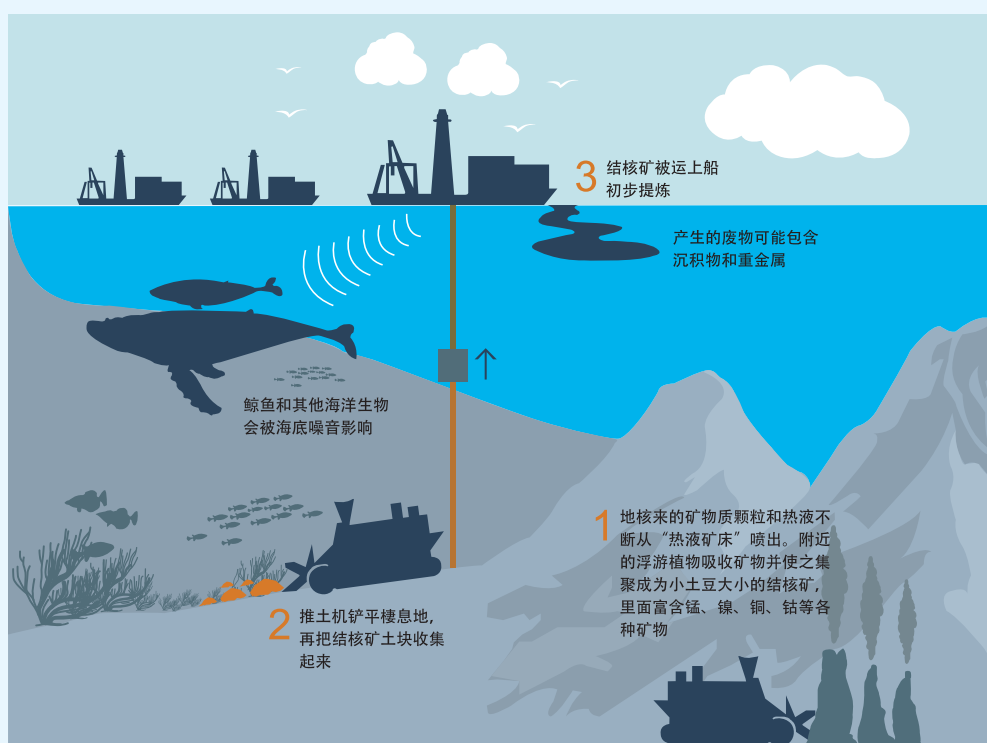 3
结核矿被运上船
初步提炼
产生的废物可能包含
沉积物和重金属
鲸鱼和其他海洋生物
会被海底噪音影响
1
地核来的矿物质颗粒和热液不
断从“热液矿床”喷出。附近
的浮游植物吸收矿物并使之集
聚成为小土豆大小的结核矿，
里面富含锰、镍、铜、钴等各
种矿物
2
推土机铲平棲息地，
再把结核矿土块收集
起来